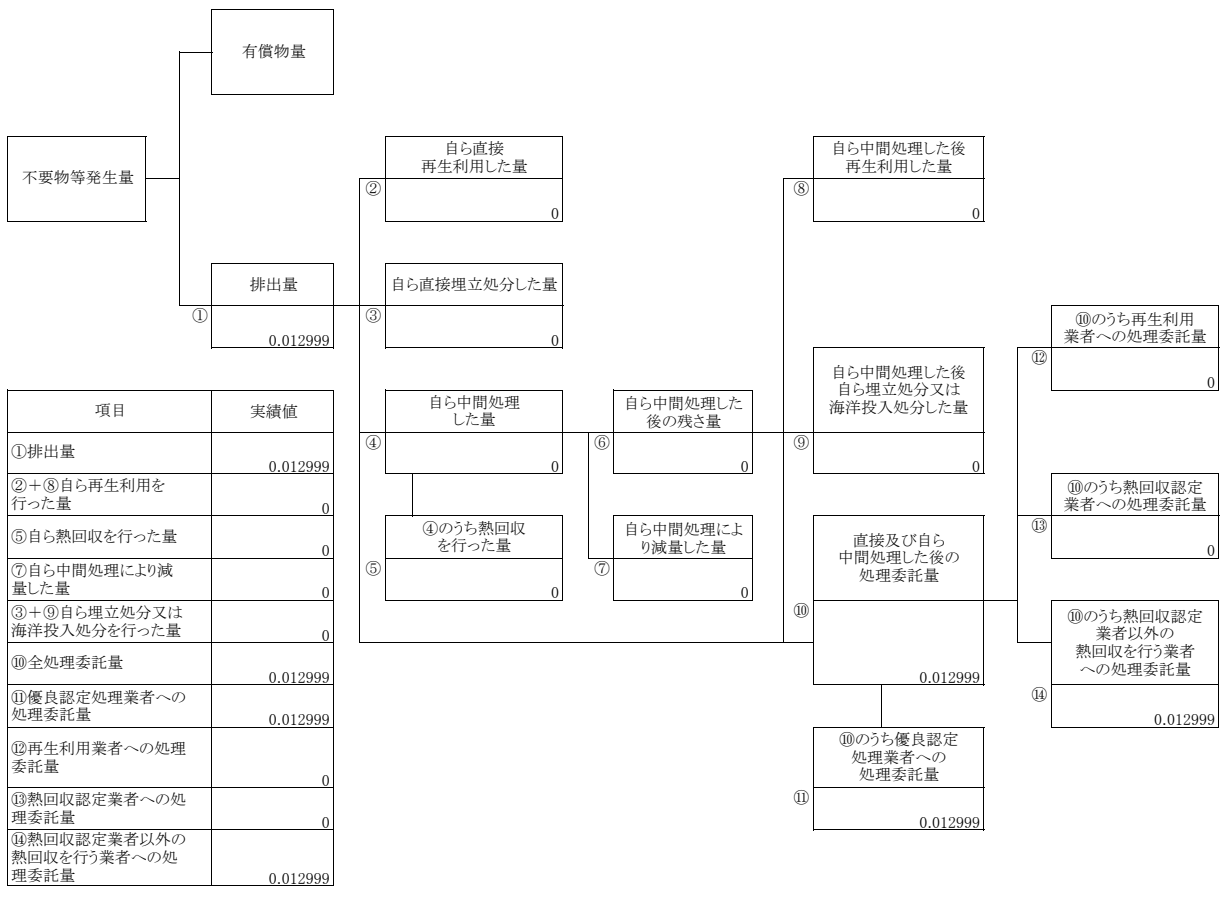 有償物量
不要物等発生量
排出量
①
0.012999
自ら直接
再生利用した量
②
0
自ら直接埋立処分した量
③
0
自ら中間処理
した量
④
0
④のうち熱回収
を行った量
⑤
0
自ら中間処理した
後の残さ量
⑥
0
自ら中間処理によ
り減量した量
⑦
0
自ら中間処理した後
再生利用した量
⑧
0
自ら中間処理した後
自ら埋立処分又は
海洋投入処分した量
⑨
0
直接及び自ら
中間処理した後の
処理委託量
⑩
0.012999
⑩のうち優良認定
処理業者への
処理委託量
⑪
0.012999
⑩のうち再生利用
業者への処理委託量
⑫
0
⑩のうち熱回収認定
業者への処理委託量
⑬
0
⑩のうち熱回収認定
業者以外の
熱回収を行う業者
への処理委託量
⑭
0.012999
項目 実績値
①排出量
0.012999
②＋⑧自ら再生利用を
行った量
0
⑤自ら熱回収を行った量
0
⑦自ら中間処理により減
量した量
0
③＋⑨自ら埋立処分又は
海洋投入処分を行った量
0
⑩全処理委託量
0.012999
⑪優良認定処理業者への
処理委託量
0.012999
⑫再生利用業者への処理
委託量
0
⑬熱回収認定業者への処
理委託量
0
⑭熱回収認定業者以外の
熱回収を行う業者への処
理委託量
0.012999